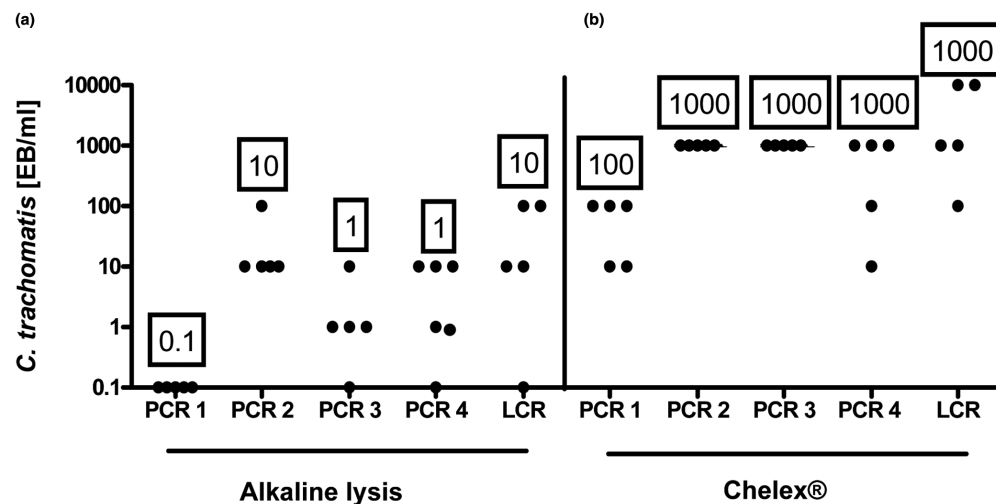 (a)
(b)
C. trachomatis [EB/ml]
10000
1000
100
10
1
0.1
0.1
10
1
1
10
100
1000
1000
1000
1000
PCR 1 PCR 2 PCR 3 PCR 4 LCR
PCR 1 PCR 2 PCR 3 PCR 4 LCR
Alkaline lysis
Chelex®